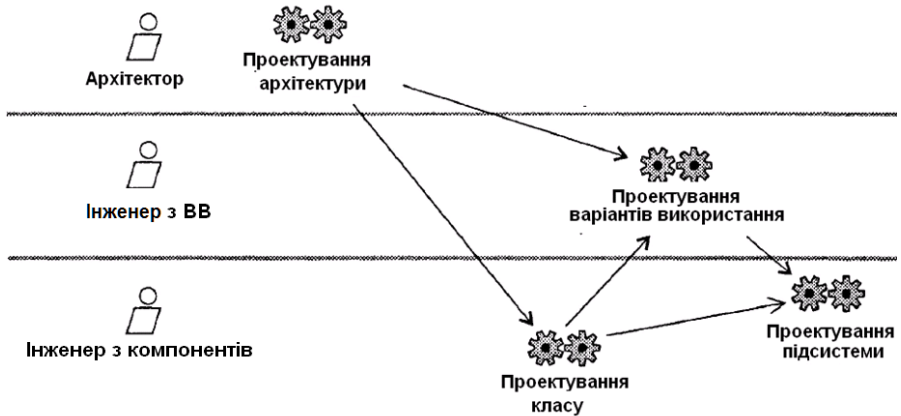 Архітектор
Проектування
архітектури
Інженер з ВВ
Проектування
варіантів використання
Інженер з компонентів
Проектування
підсистеми
Проектування
класу